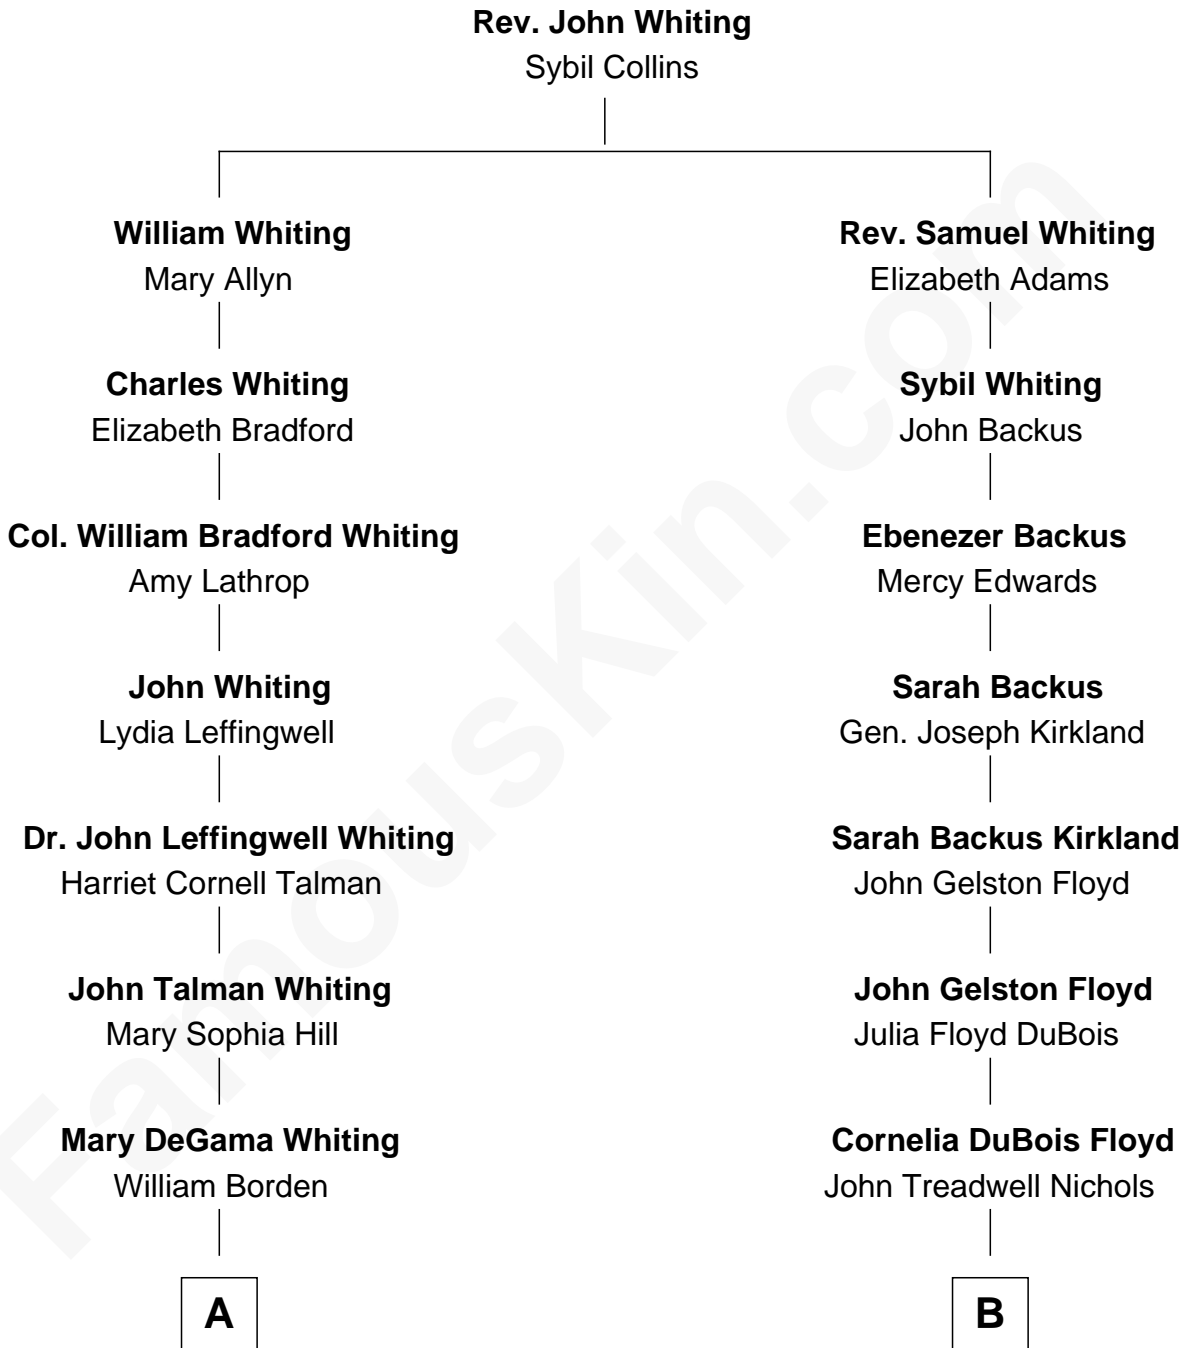 Rev. John Whiting
Sybil Collins
William Whiting
Mary Allyn
Charles Whiting
Elizabeth Bradford
Col. William Bradford Whiting
Amy Lathrop
John Whiting
Lydia Leffingwell
Dr. John Leffingwell Whiting
Harriet Cornell Talman
John Talman Whiting
Mary Sophia Hill
Mary DeGama Whiting
William Borden
A
Rev. Samuel Whiting
Elizabeth Adams
Sybil Whiting
John Backus
Ebenezer Backus
Mercy Edwards
Sarah Backus
Gen. Joseph Kirkland
Sarah Backus Kirkland
John Gelston Floyd
John Gelston Floyd
Julia Floyd DuBois
Cornelia DuBois Floyd
John Treadwell Nichols
B
FamousKin.com